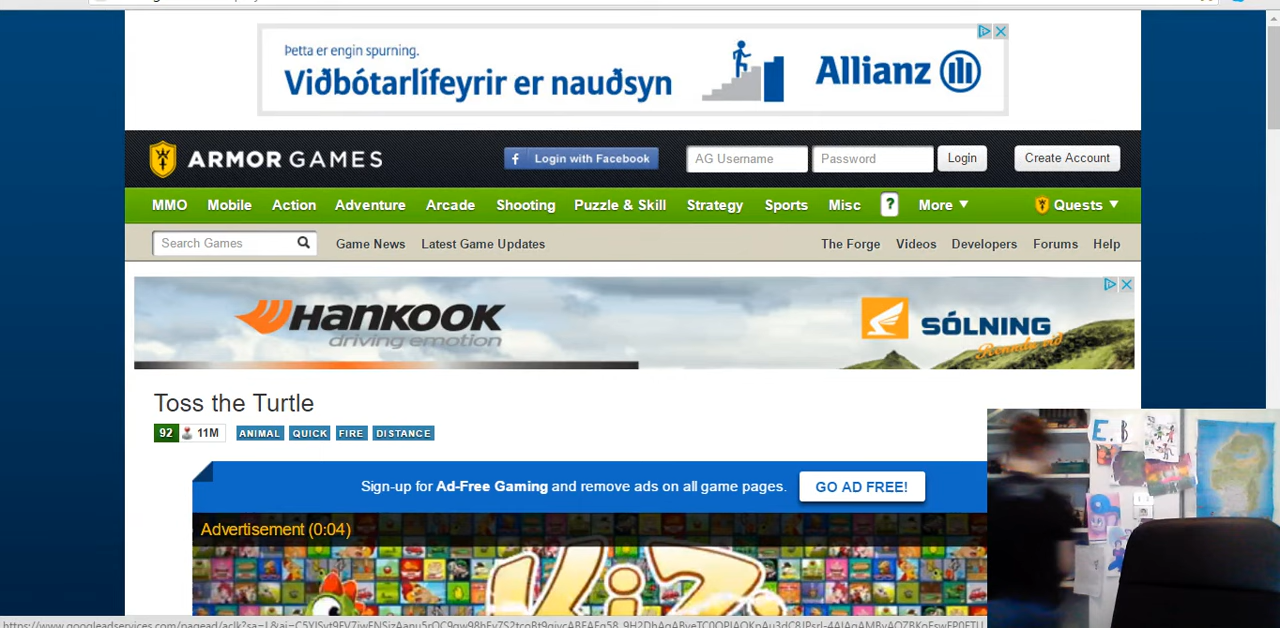 Þetta er engin spurning.
Viðbótarlífeyrir er nauðsyn
Allianz
ARMOR GAMES
Login with Facebook
AG Username
Password
Login
Create Account
MMO Mobile Action Adventure Arcade Shooting Puzzle & Skill Strategy Sports Misc ? More Quests
Search Games
Game News Latest Game Updates
The Forge Videos Developers Forums Help
HANKOOK
driving emotion
SÓLNING
Toss the Turtle
92 11M ANIMAL QUICK FIRE DISTANCE
E. B
Sign-up for Ad-Free Gaming and remove ads on all game pages. GO AD FREE!
Advertisement (0:04)